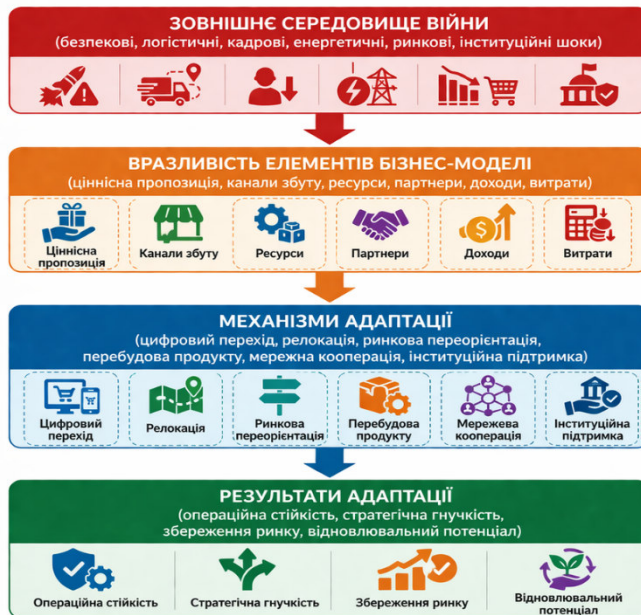 ЗОВНІШНЄ СЕРЕДОВИЩЕ ВІЙНИ
(безпекові, логістичні, кадрові, енергетичні, ринкові, інституційні шоки)
ВРАЗЛИВІСТЬ ЕЛЕМЕНТІВ БІЗНЕС-МОДЕЛІ
(ціннісна пропозиція, канали збуту, ресурси, партнери, доходи, витрати)
Ціннісна
пропозиція
Канали збуту
Ресурси
Партнери
Доходи
Витрати
МЕХАНІЗМИ АДАПТАЦІЇ
(цифровий перехід, релокація, ринкова переорієнтація,
перебудова продукту, мережна кооперація, інституційна підтримка)
Цифровий
перехід
Релокація
Ринкова
переорієнтація
Перебудова
продукту
Мережева
кооперація
Інституційна
підтримка
РЕЗУЛЬТАТИ АДАПТАЦІЇ
(операційна стійкість, стратегічна гнучкість,
збереження ринку, відновлювальний потенціал)
Операційна стійкість
Стратегічна гнучкість
Збереження ринку
Відновлювальний
потенціал